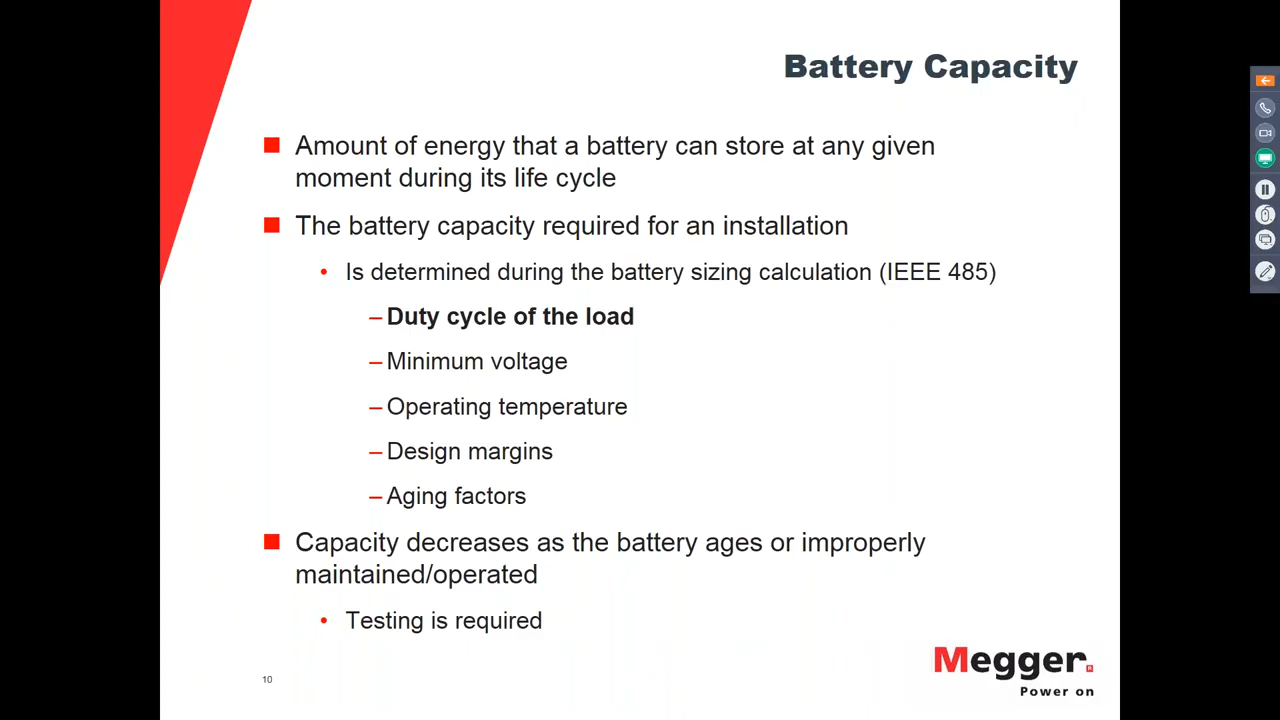 Battery Capacity
Amount of energy that a battery can store at any given
moment during its life cycle
The battery capacity required for an installation
Is determined during the battery sizing calculation (IEEE 485)
–Duty cycle of the load
–Minimum voltage
–Operating temperature
–Design margins
–Aging factors
Capacity decreases as the battery ages or improperly
maintained/operated
Testing is required
Megger®
Power on
10